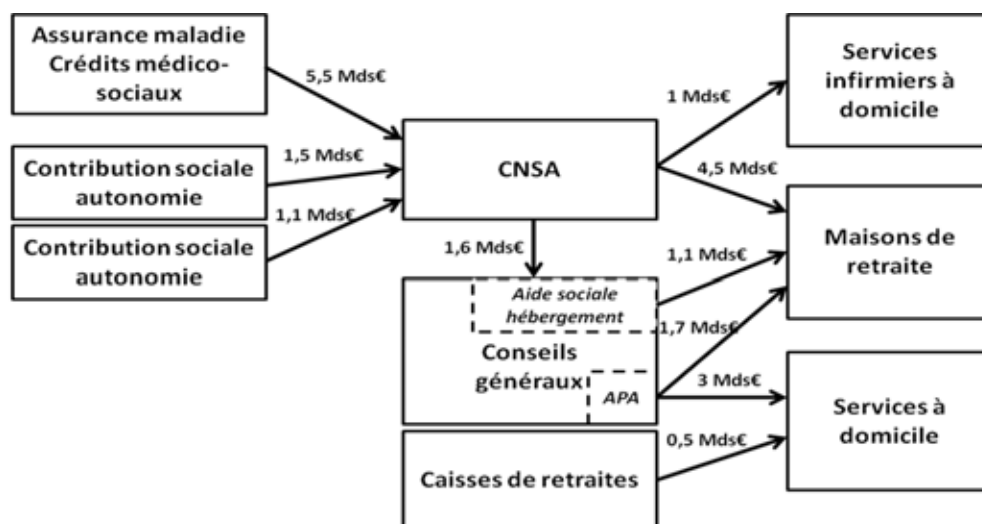 Assurance maladie
Crédits médico-
sociaux
5,5 Mds€
Contribution sociale
autonomie
1,5 Mds€
Contribution sociale
autonomie
1,1 Mds€
CNSA
1 Mds€
4,5 Mds€
1,6 Mds€
Services
infirmiers à
domicile
Maisons de
retraite
Aide sociale
hébergement
1,1 Mds€
Conseils
généraux
1,7 Mds€
APA
3 Mds€
Services à
domicile
Caisses de retraites
0,5 Mds€